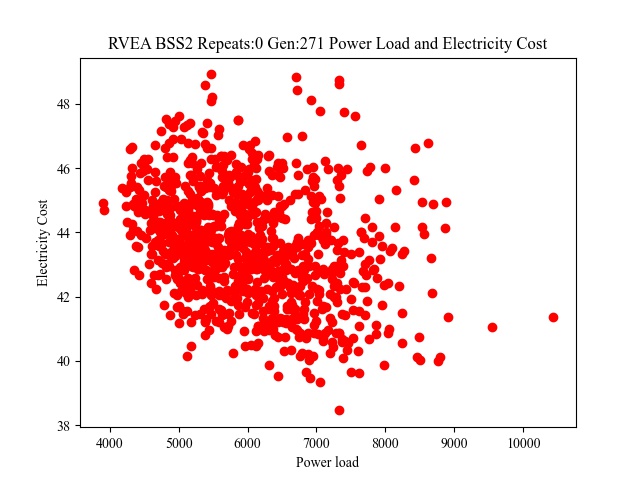 RVEA BSS2 Repeats:0 Gen:271 Power Load and Electricity Cost
48
46
44
42
40
38
Electricity Cost
4000 5000 6000 7000 8000 9000 10000
Power load